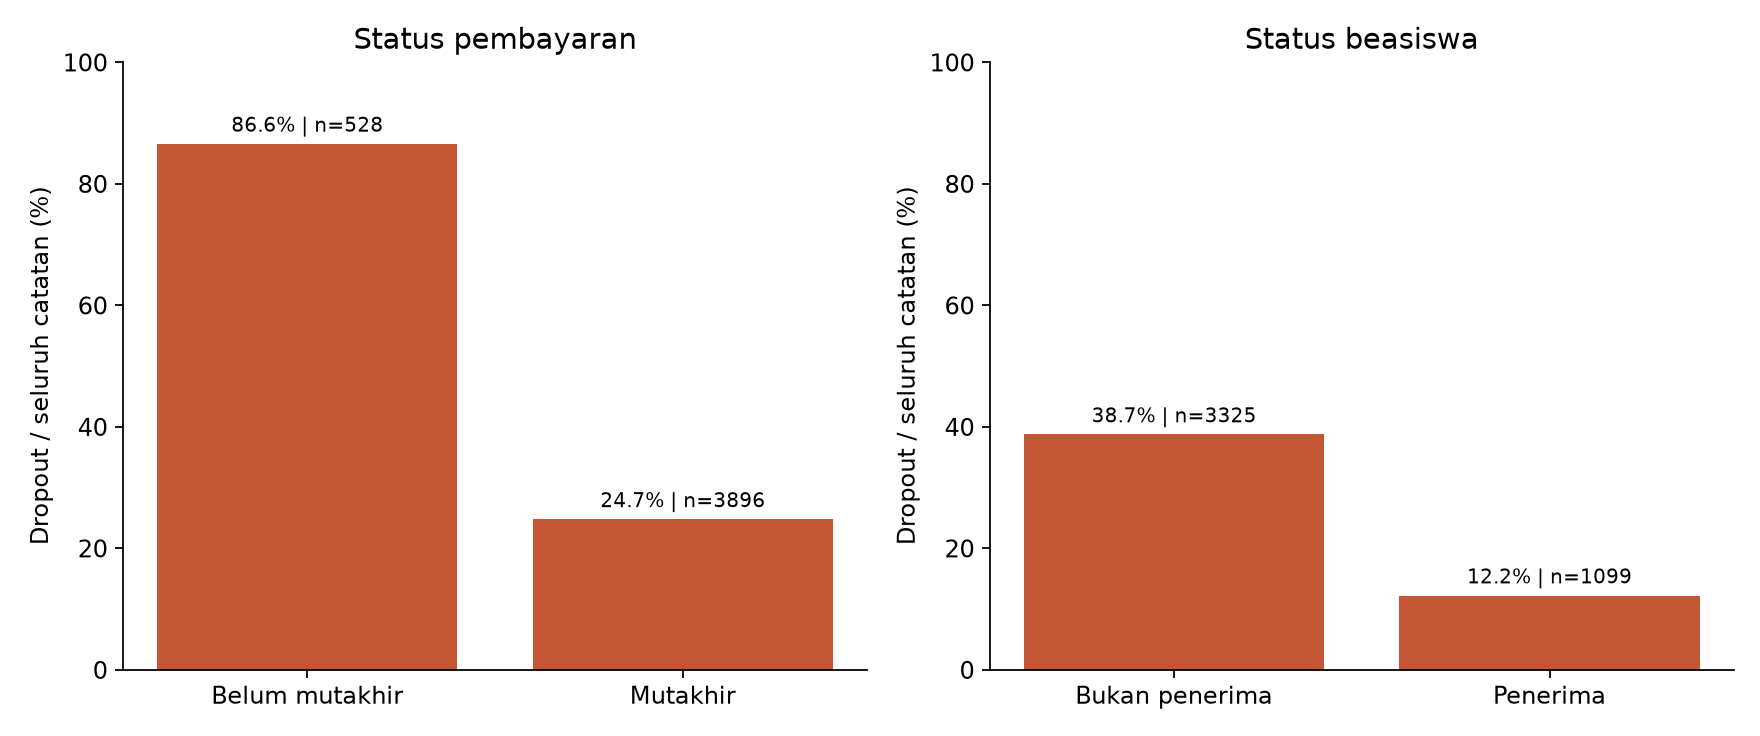 Status pembayaran
Dropout / seluruh catatan (%)
100
80
60
40
20
0
86.6% | n=528
24.7% | n=3896
Belum mutakhir
Mutakhir
Status beasiswa
Dropout / seluruh catatan (%)
100
80
60
40
20
0
38.7% | n=3325
12.2% | n=1099
Bukan penerima
Penerima